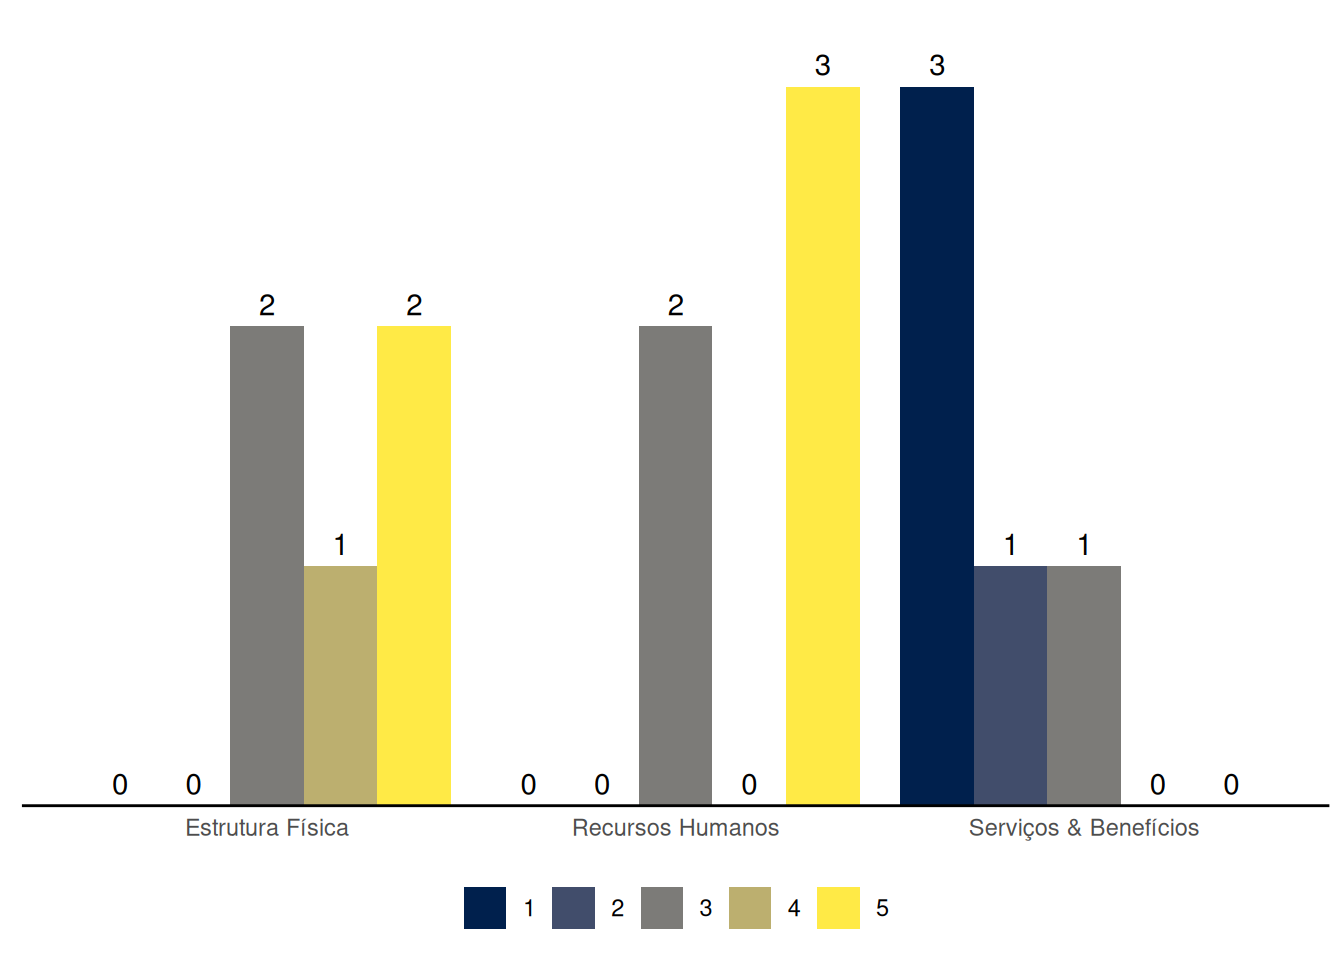 3 3
2 2 2
1 1 1
0 0 0 0 0 0 0
Estrutura Física Recursos Humanos Serviços & Benefícios
1 2 3 4 5